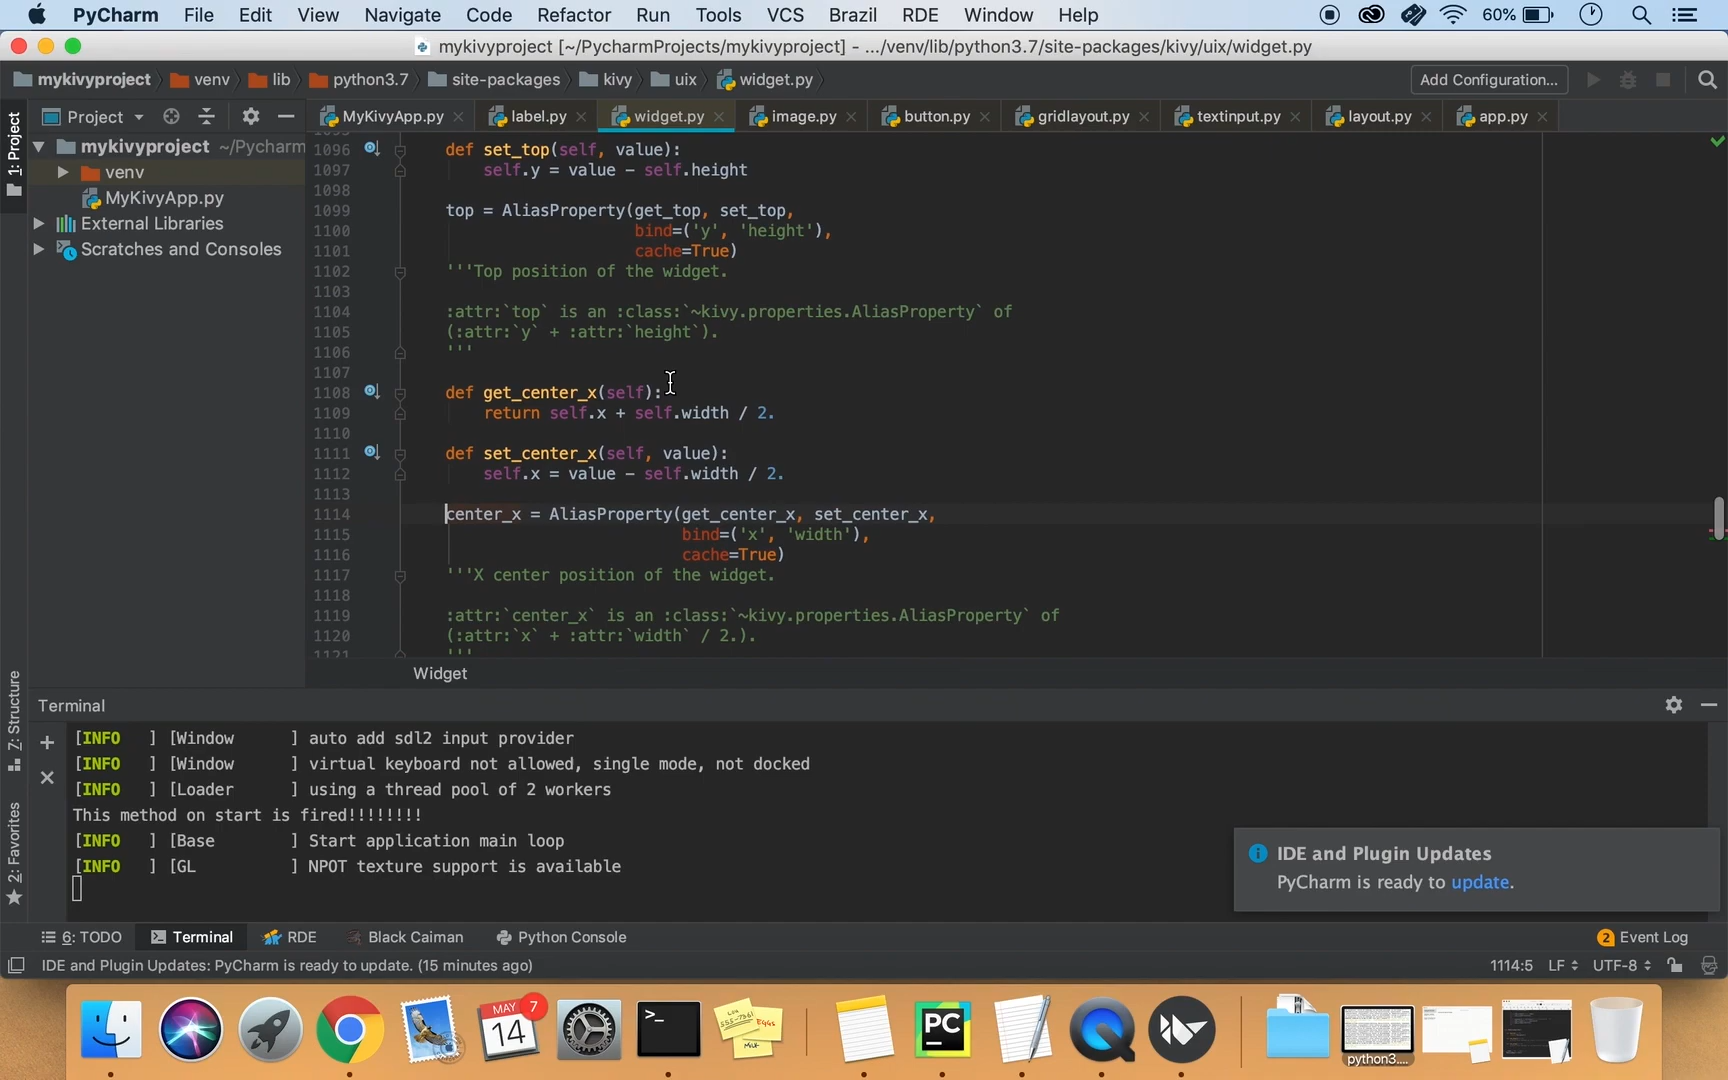 PyCharm File Edit View Navigate Code Refactor Run Tools VCS Brazil RDE Window Help 60%
mykivyproject [~/PycharmProjects/mykivyproject] - .../venv/lib/python3.7/site-packages/kivy/uix/widget.py
mykivyproject venv lib python3.7 site-packages kivy uix widget.py Add Configuration...
Project MyKivyApp.py label.py widget.py image.py button.py gridlayout.py textinput.py layout.py app.py
1: Project
mykivyproject ~/Pycharm
venv
MyKivyApp.py
External Libraries
Scratches and Consoles
1096 def set_top(self, value):
1097 self.y = value - self.height
1098
1099 top = AliasProperty(get_top, set_top,
1100 bind=('y', 'height'),
1101 cache=True)
1102 '''Top position of the widget.
1103
1104 :attr:`top` is an :class:`~kivy.properties.AliasProperty` of
1105 (:attr:`y` + :attr:`height`).
1106 '''
1107
1108 def get_center_x(self):
1109 return self.x + self.width / 2.
1110
1111 def set_center_x(self, value):
1112 self.x = value - self.width / 2.
1113
1114 center_x = AliasProperty(get_center_x, set_center_x,
1115 bind=('x', 'width'),
1116 cache=True)
1117 '''X center position of the widget.
1118
1119 :attr:`center_x` is an :class:`~kivy.properties.AliasProperty` of
1120 (:attr:`x` + :attr:`width` / 2.).
1121 '''
Widget
7: Structure
2: Favorites
Terminal
[INFO ] [Window ] auto add sdl2 input provider
[INFO ] [Window ] virtual keyboard not allowed, single mode, not docked
[INFO ] [Loader ] using a thread pool of 2 workers
This method on start is fired!!!!!!!!
[INFO ] [Base ] Start application main loop
[INFO ] [GL ] NPOT texture support is available
IDE and Plugin Updates
PyCharm is ready to update.
6: TODO Terminal RDE Black Caiman Python Console 2 Event Log
IDE and Plugin Updates: PyCharm is ready to update. (15 minutes ago) 1114:5 LF UTF-8
MAY
14
7
PC
EGGS
MILK
python3....